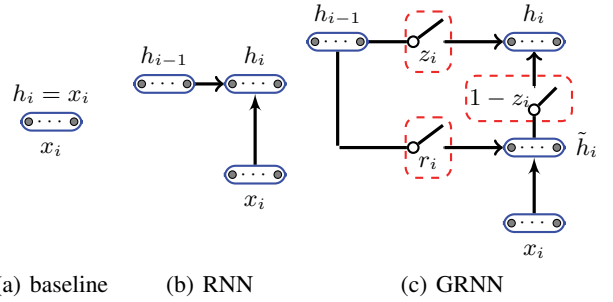 h_i = x_i
x_i
(a) baseline
h_{i-1}
h_i
x_i
(b) RNN
h_{i-1}
z_i
h_i
1 - z_i
r_i
h̃_i
x_i
(c) GRNN